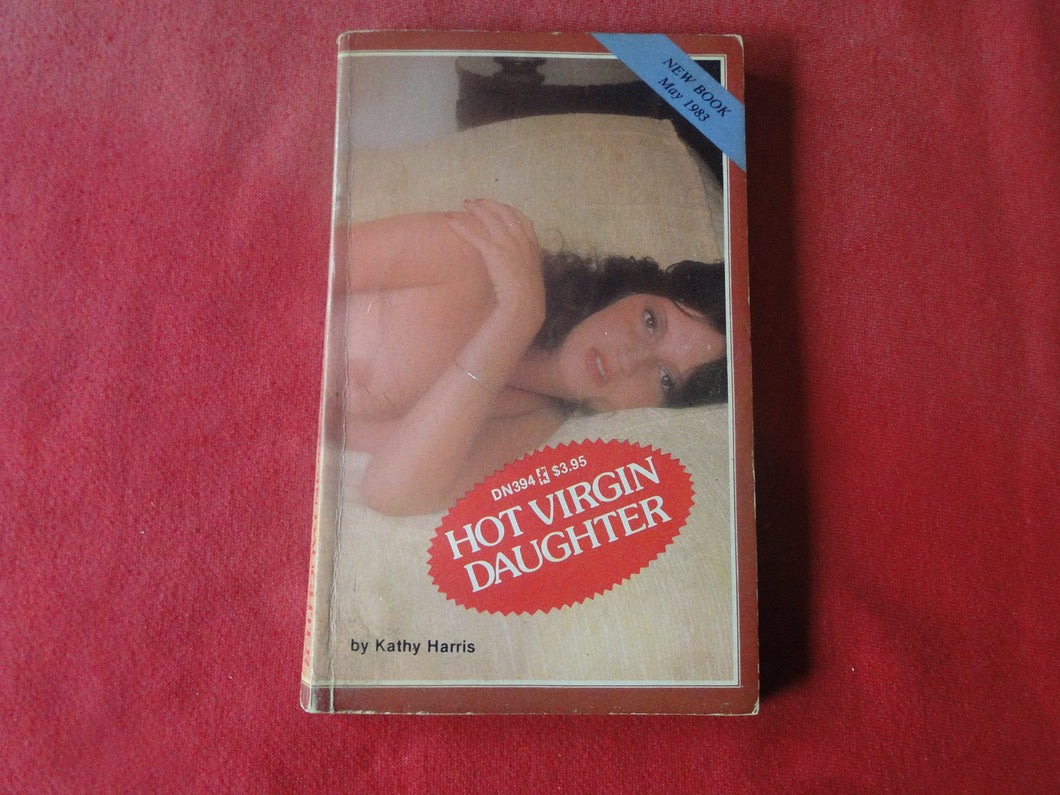 NEW BOOK
May 1983
DN394 $3.95
HOT VIRGIN
DAUGHTER
by Kathy Harris